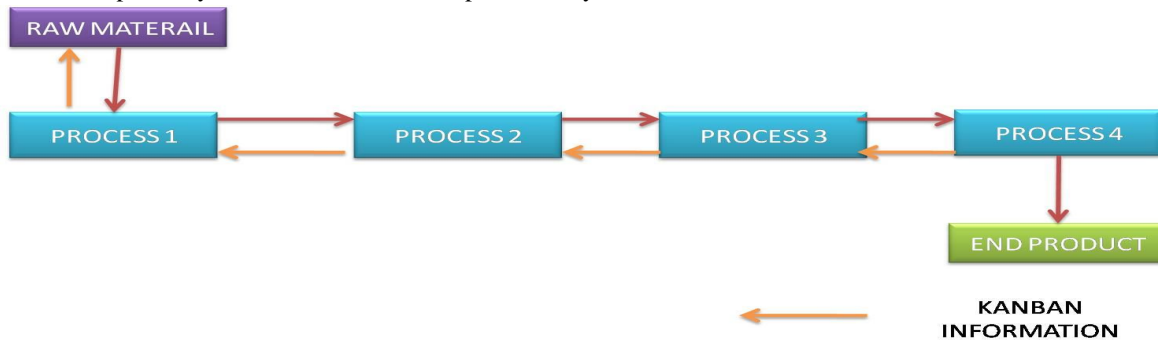 RAW MATERAIL
PROCESS 1
PROCESS 2
PROCESS 3
PROCESS 4
END PRODUCT
KANBAN
INFORMATION